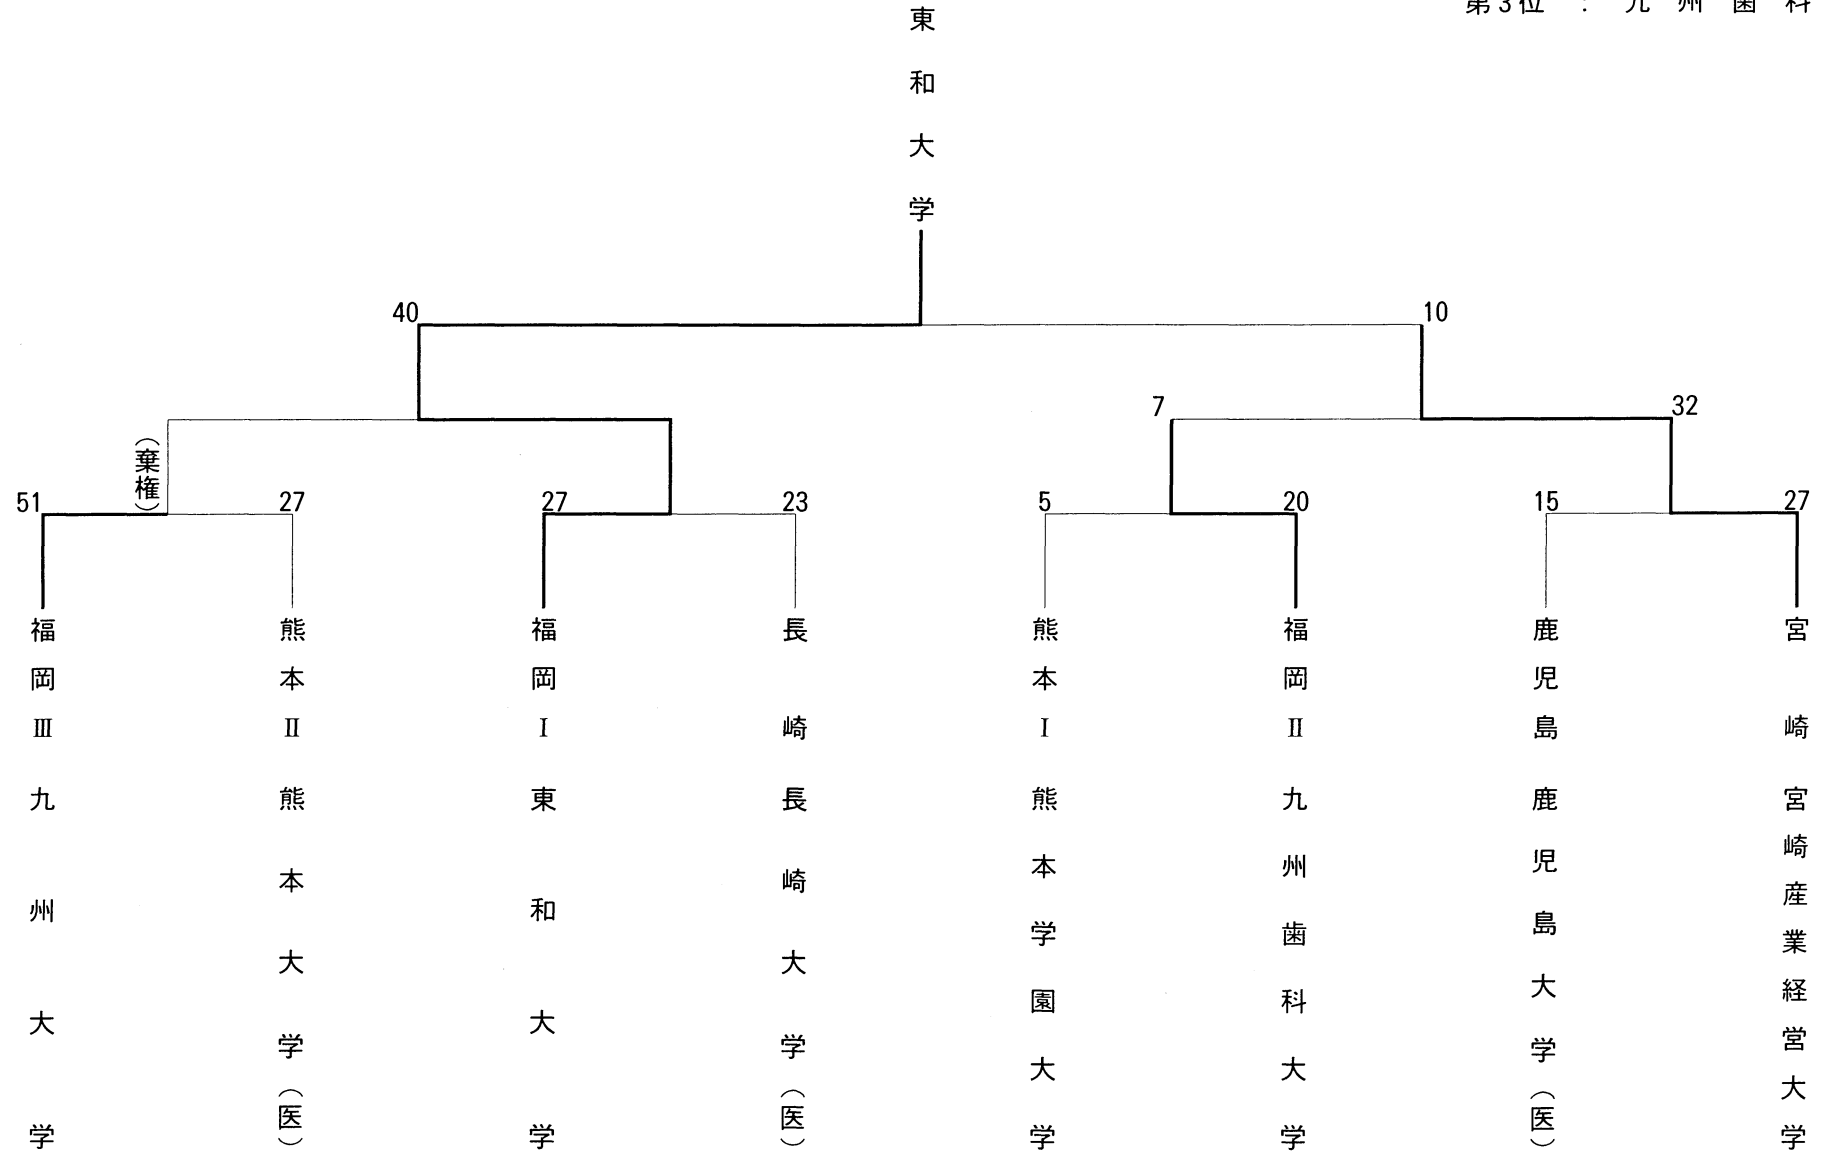 第3位 : 九州歯科
東和大学
40
10
7
32
(棄権)
51
27
27
23
5
20
15
27
福岡Ⅲ 九州大学
熊本Ⅱ 熊本大学(医)
福岡Ⅰ 東和大学
長崎 長崎大学(医)
熊本Ⅰ 熊本学園大学
福岡Ⅱ 九州歯科大学
鹿児島 鹿児島大学(医)
宮崎 宮崎産業経営大学